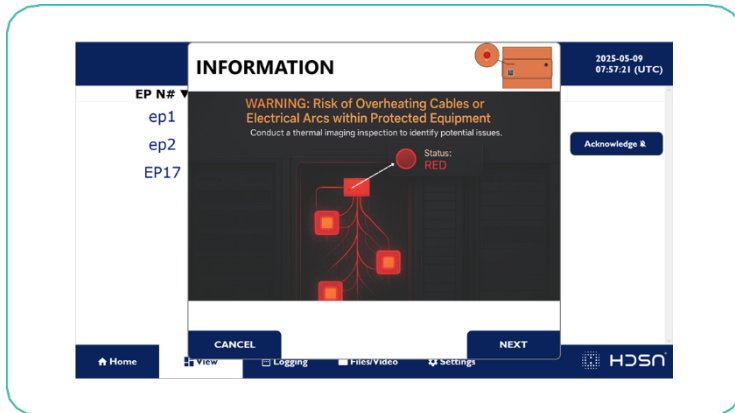 INFORMATION
2025-05-09
07:57:21 (UTC)
EP N# ▼
ep1
ep2
EP17
WARNING: Risk of Overheating Cables or
Electrical Arcs within Protected Equipment
Conduct a thermal imaging inspection to identify potential issues.
Status:
RED
Acknowledge
CANCEL
NEXT
Home
View
Logging
Files/Video
Settings
HDSN